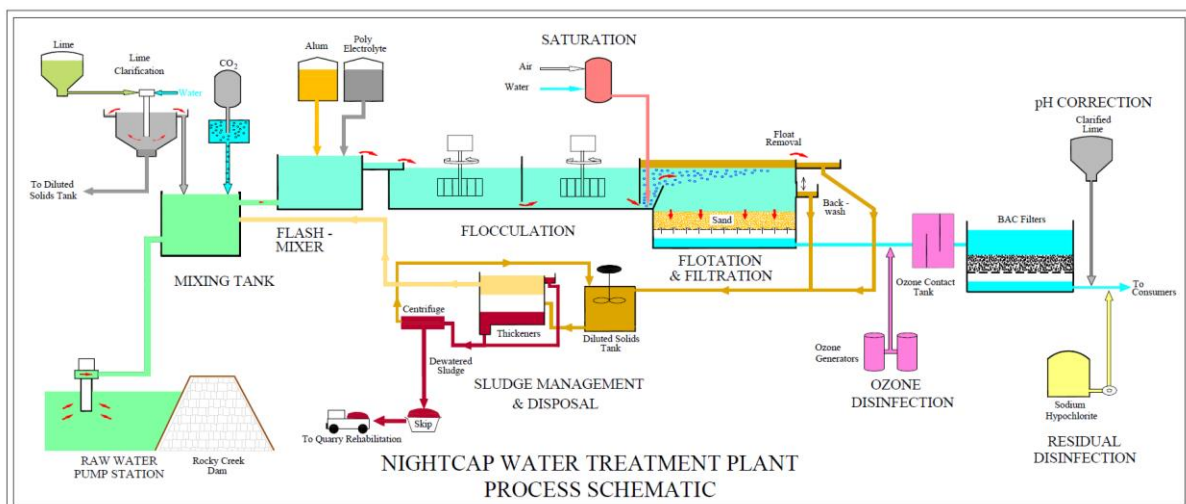 Lime
Lime
Clarification
CO2
Water
To Diluted
Solids Tank
MIXING TANK
RAW WATER
PUMP STATION
Rocky Creek
Dam
Alum
Poly
Electrolyte
FLASH -
MIXER
FLOCCULATION
SATURATION
Air
Water
Float
Removal
Back -
wash
Sand
FLOTATION
& FILTRATION
Centrifuge
Thickeners
Diluted Solids
Tank
Dewatered
Sludge
SLUDGE MANAGEMENT
& DISPOSAL
To Quarry Rehabilitation
Skip
Ozone Contact
Tank
Ozone
Generators
OZONE
DISINFECTION
BAC Filters
pH CORRECTION
Clarified
Lime
To
Consumers
Sodium
Hypochlorite
RESIDUAL
DISINFECTION
NIGHTCAP WATER TREATMENT PLANT
PROCESS SCHEMATIC